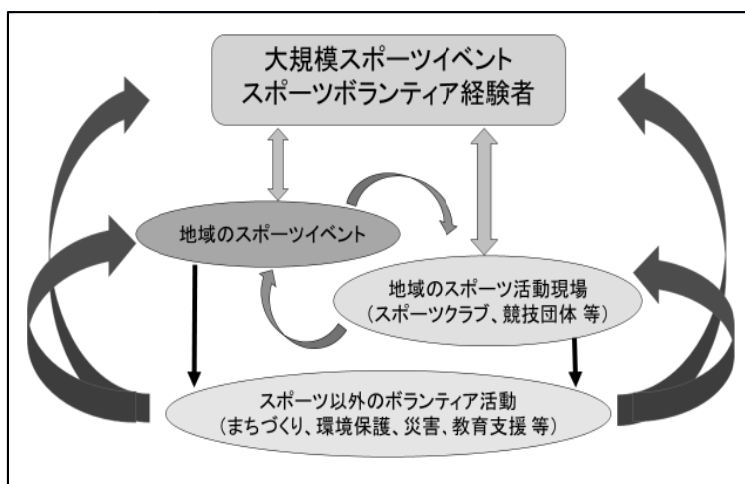 大規模スポーツイベント
スポーツボランティア経験者
地域のスポーツイベント
地域のスポーツ活動現場
（スポーツクラブ、競技団体 等）
スポーツ以外のボランティア活動
（まちづくり、環境保護、災害、教育支援 等）